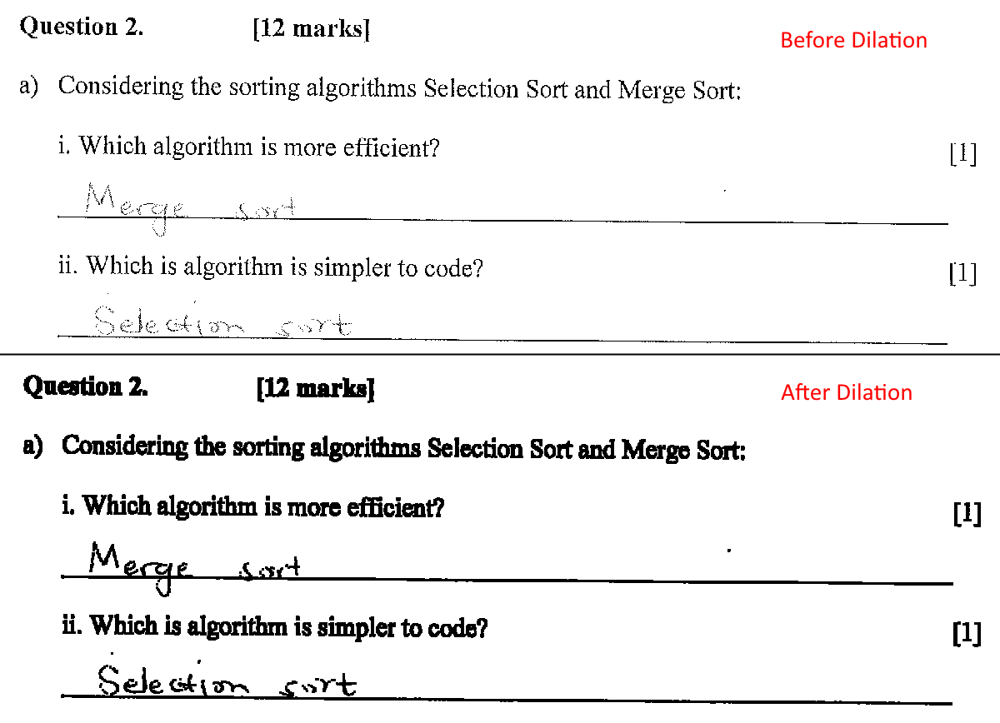 Question 2. [12 marks] Before Dilation
a) Considering the sorting algorithms Selection Sort and Merge Sort:
i. Which algorithm is more efficient? [1]
Merge sort
ii. Which is algorithm is simpler to code? [1]
Selection sort
Question 2. [12 marks] After Dilation
a) Considering the sorting algorithms Selection Sort and Merge Sort:
i. Which algorithm is more efficient? [1]
Merge sort
ii. Which is algorithm is simpler to code? [1]
Selection sort